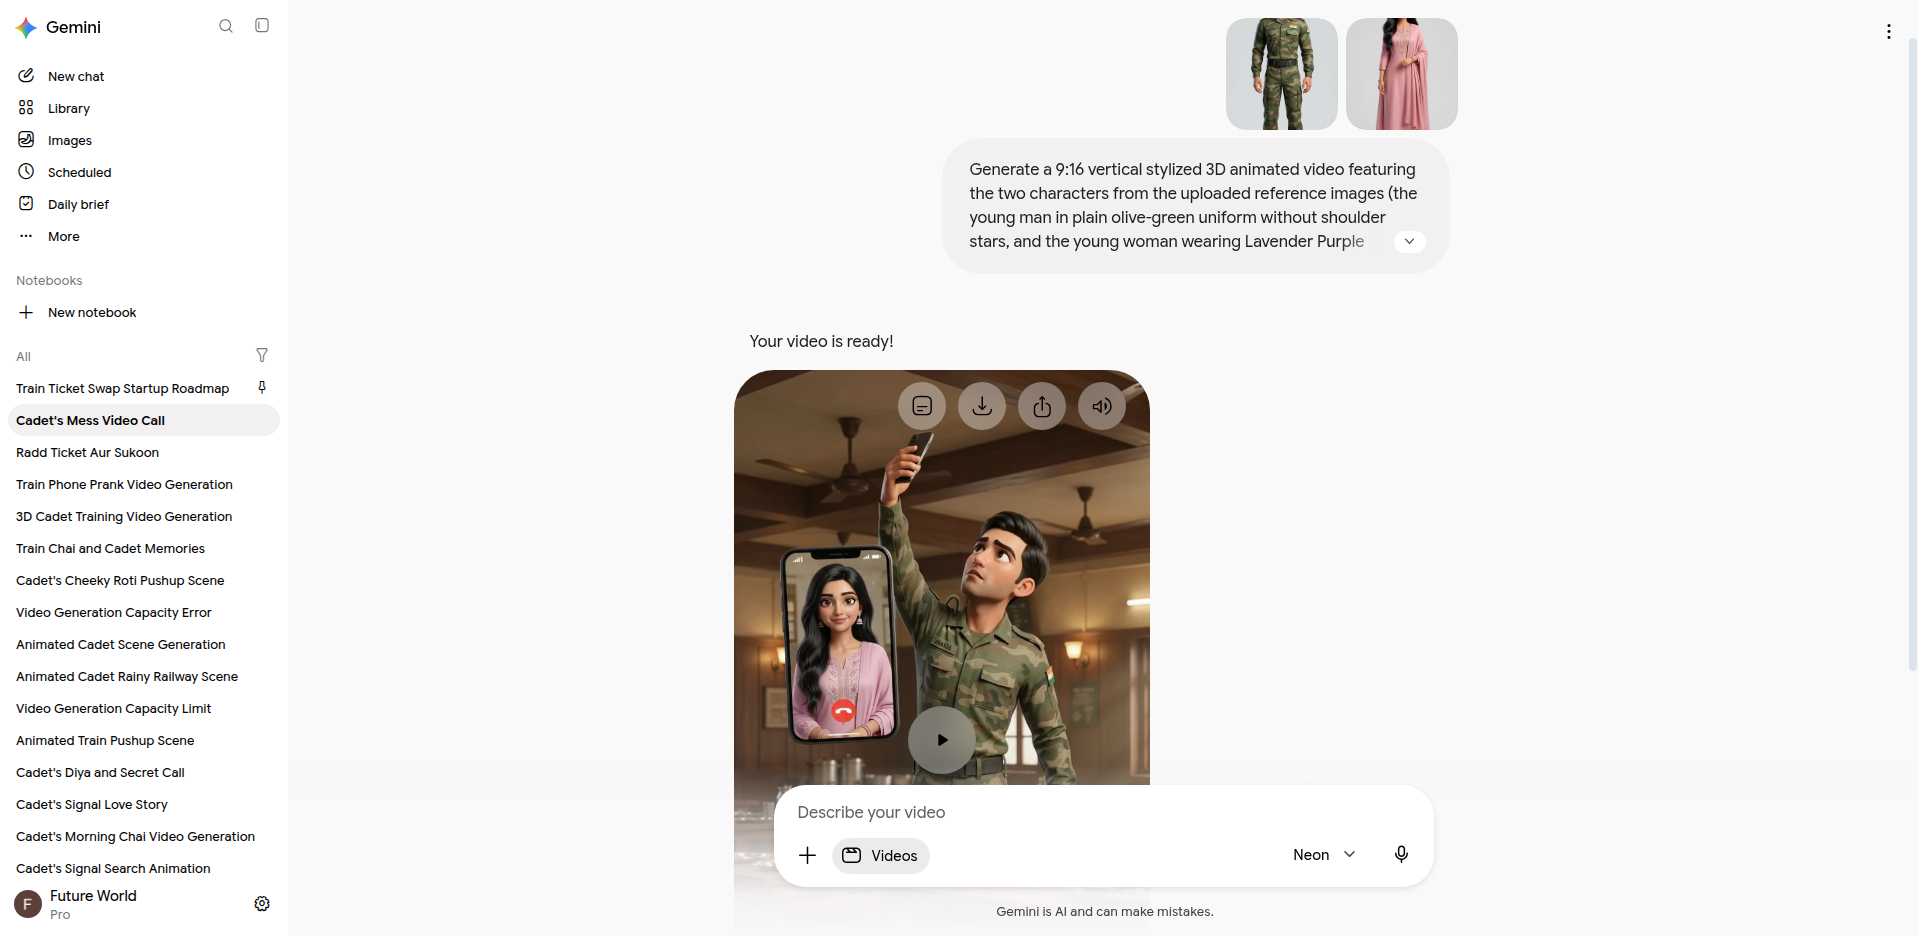 Gemini
New chat
Library
Images
Scheduled
Daily brief
More
Notebooks
New notebook
All
Train Ticket Swap Startup Roadmap
Cadet's Mess Video Call
Radd Ticket Aur Sukoon
Train Phone Prank Video Generation
3D Cadet Training Video Generation
Train Chai and Cadet Memories
Cadet's Cheeky Roti Pushup Scene
Video Generation Capacity Error
Animated Cadet Scene Generation
Animated Cadet Rainy Railway Scene
Video Generation Capacity Limit
Animated Train Pushup Scene
Cadet's Diya and Secret Call
Cadet's Signal Love Story
Cadet's Morning Chai Video Generation
Cadet's Signal Search Animation
F
Future World
Pro
Generate a 9:16 vertical stylized 3D animated video featuring
the two characters from the uploaded reference images (the
young man in plain olive-green uniform without shoulder
stars, and the young woman wearing Lavender Purple
Your video is ready!
Describe your video
Videos
Neon
Gemini is AI and can make mistakes.